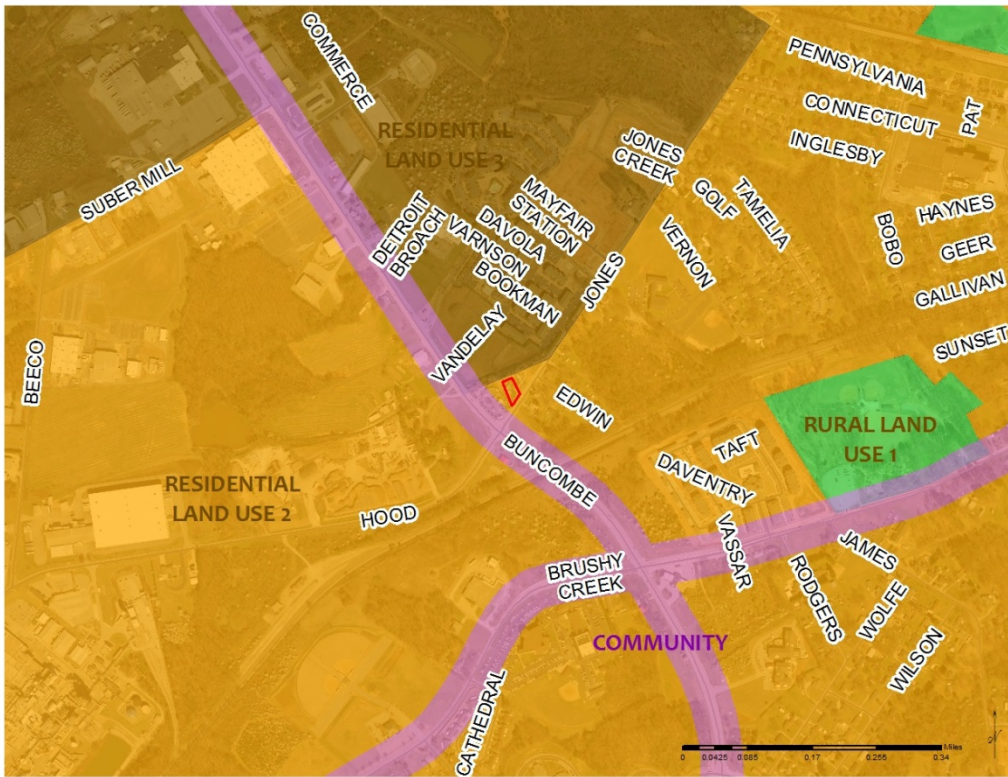 COMMERCE
PENNSYLVANIA
CONNECTICUT
PAT
INGLESBY
RESIDENTIAL
LAND USE 3
JONES
CREEK
SUBER MILL
MAYFAIR
STATION
GOLF
TAMELIA
HAYNES
DETROIT
BROACH
DAVOLA
VARNSON
BOOKMAN
VERNON
BOBO
GEER
GALLIVAN
JONES
VANDELAY
SUNSET
BEECO
EDWIN
RURAL LAND
USE 1
BUNCOMBE
TAFT
DAVENTRY
RESIDENTIAL
LAND USE 2
HOOD
VASSAR
JAMES
BRUSHY
CREEK
RODGERS
WOLFE
COMMUNITY
WILSON
CATHEDRAL
N
Miles
0 0.0425 0.085 0.17 0.255 0.34